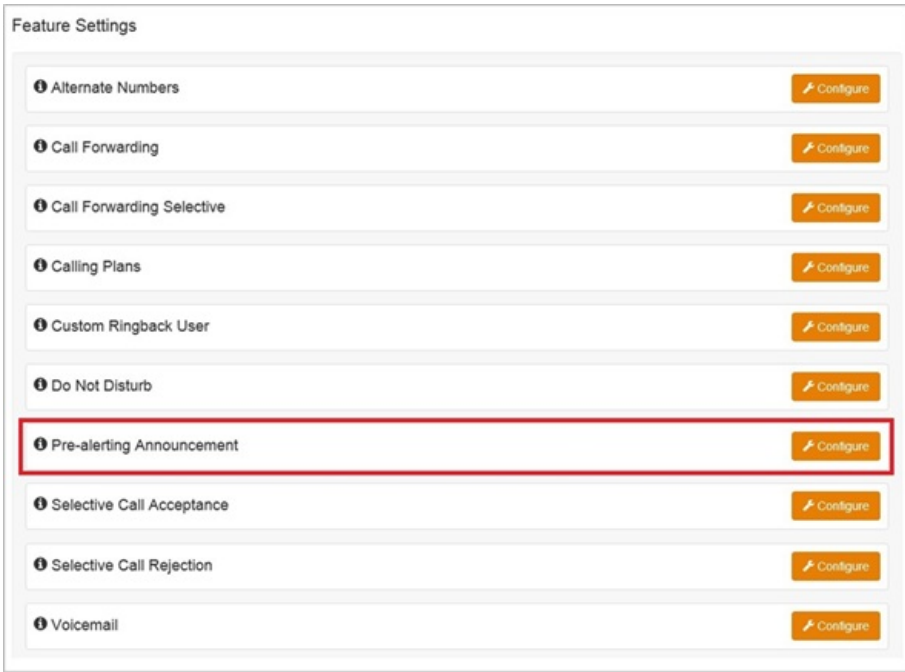 Feature Settings
Alternate Numbers Configure
Call Forwarding Configure
Call Forwarding Selective Configure
Calling Plans Configure
Custom Ringback User Configure
Do Not Disturb Configure
Pre-alerting Announcement Configure
Selective Call Acceptance Configure
Selective Call Rejection Configure
Voicemail Configure